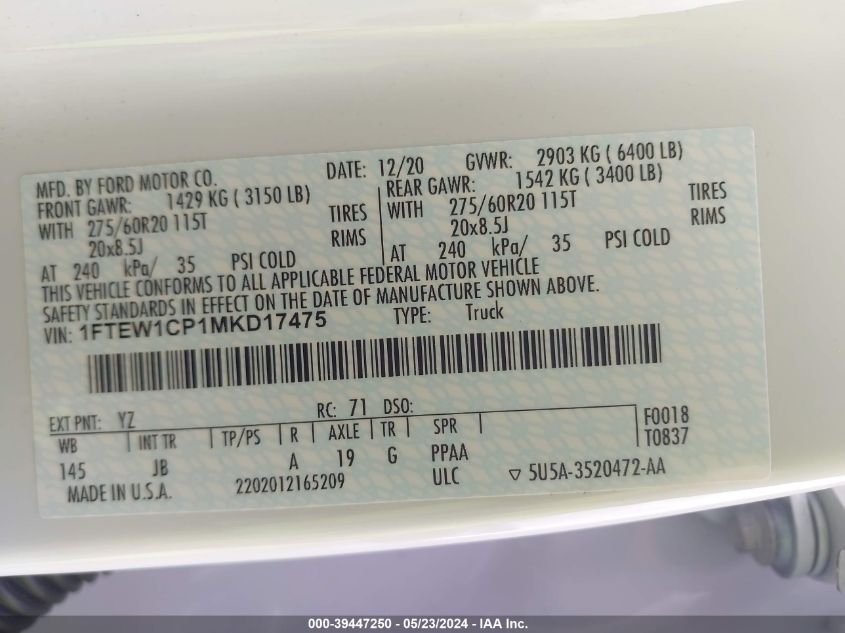 MFD. BY FORD MOTOR CO.
DATE: 12/20 GVWR: 2903 KG ( 6400 LB)
FRONT GAWR: 1429 KG ( 3150 LB)
WITH 275/60R20 115T TIRES
20x8.5J RIMS
AT 240 kPa/ 35 PSI COLD
REAR GAWR: 1542 KG ( 3400 LB)
WITH 275/60R20 115T TIRES
20x8.5J RIMS
AT 240 kPa/ 35 PSI COLD
THIS VEHICLE CONFORMS TO ALL APPLICABLE FEDERAL MOTOR VEHICLE
SAFETY STANDARDS IN EFFECT ON THE DATE OF MANUFACTURE SHOWN ABOVE.
VIN: 1FTEW1CP1MKD17475 TYPE: Truck
EXT PNT: YZ RC: 71 DSO:
WB INT TR TP/PS R AXLE TR SPR F0018
145 JB A 19 G PPAA T0837
MADE IN U.S.A. 2202012165209 ULC ▽ 5U5A-3520472-AA
000-39447250 - 05/23/2024 - IAA Inc.